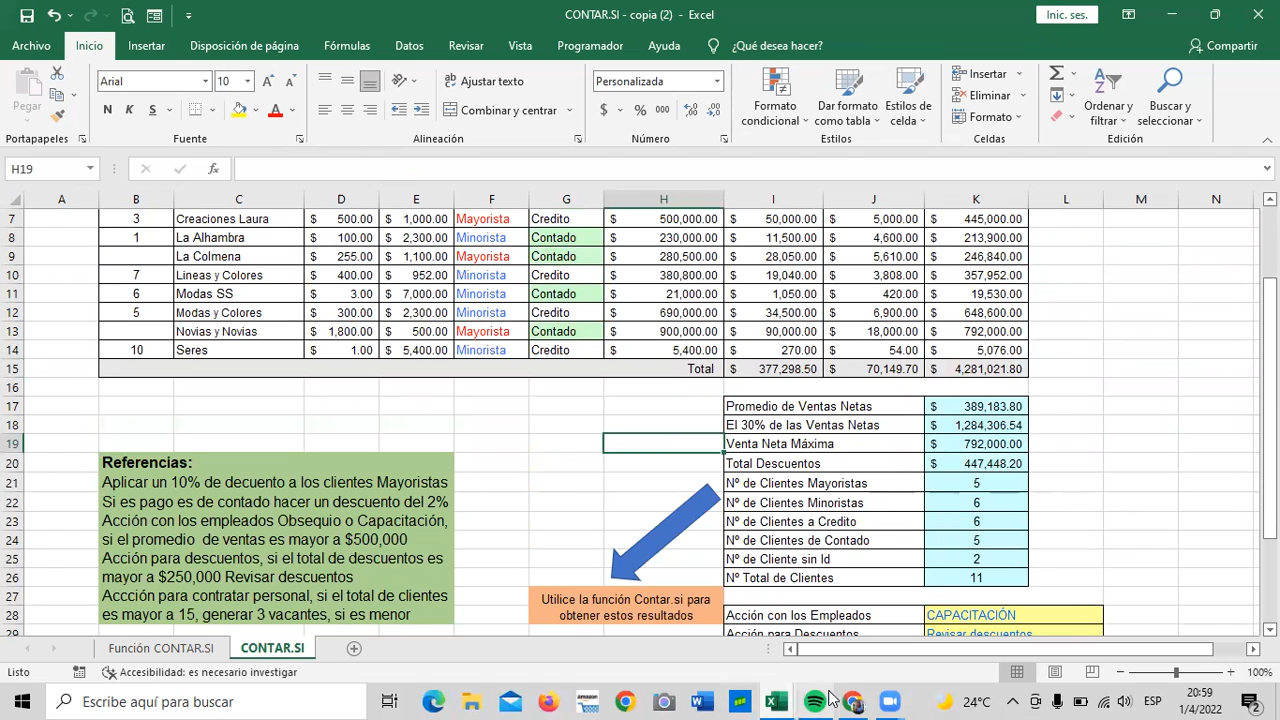 CONTAR.SI - copia (2) - Excel
Inic. ses.
Archivo Inicio Insertar Disposición de página Fórmulas Datos Revisar Vista Programador Ayuda ¿Qué desea hacer? Compartir
Pegar
Arial 10
N K S
Ajustar texto
Combinar y centrar
Personalizada
$ % 000
Formato condicional
Dar formato como tabla
Estilos de celda
Insertar
Eliminar
Formato
Ordenar y filtrar
Buscar y seleccionar
Portapapeles Fuente Alineación Número Estilos Celdas Edición
H19 fx
A B C D E F G H I J K L M N
7 3 Creaciones Laura $ 500.00 $ 1,000.00 Mayorista Credito $ 500,000.00 $ 50,000.00 $ 5,000.00 $ 445,000.00
8 1 La Alhambra $ 100.00 $ 2,300.00 Minorista Contado $ 230,000.00 $ 11,500.00 $ 4,600.00 $ 213,900.00
9 La Colmena $ 255.00 $ 1,100.00 Mayorista Contado $ 280,500.00 $ 28,050.00 $ 5,610.00 $ 246,840.00
10 7 Lineas y Colores $ 400.00 $ 952.00 Minorista Credito $ 380,800.00 $ 19,040.00 $ 3,808.00 $ 357,952.00
11 6 Modas SS $ 3.00 $ 7,000.00 Minorista Contado $ 21,000.00 $ 1,050.00 $ 420.00 $ 19,530.00
12 5 Modas y Colores $ 300.00 $ 2,300.00 Minorista Credito $ 690,000.00 $ 34,500.00 $ 6,900.00 $ 648,600.00
13 Novias y Novias $ 1,800.00 $ 500.00 Mayorista Contado $ 900,000.00 $ 90,000.00 $ 18,000.00 $ 792,000.00
14 10 Seres $ 1.00 $ 5,400.00 Minorista Credito $ 5,400.00 $ 270.00 $ 54.00 $ 5,076.00
15 Total $ 377,298.50 $ 70,149.70 $ 4,281,021.80
16
17 Promedio de Ventas Netas $ 389,183.80
18 El 30% de las Ventas Netas $ 1,284,306.54
19 Venta Neta Máxima $ 792,000.00
20 Total Descuentos $ 447,448.20
21 Nº de Clientes Mayoristas 5
22 Nº de Clientes Minoristas 6
23 Nº de Clientes a Credito 6
24 Nº de Clientes de Contado 5
25 Nº de Cliente sin Id 2
26 Nº Total de Clientes 11
27
28 Acción con los Empleados CAPACITACIÓN
29 Acción para Descuentos Revisar descuentos
Referencias:
Aplicar un 10% de decuento a los clientes Mayoristas
Si es pago es de contado hacer un descuento del 2%
Acción con los empleados Obsequio o Capacitación,
si el promedio de ventas es mayor a $500,000
Acción para descuentos, si el total de descuentos es
mayor a $250,000 Revisar descuentos
Accción para contratar personal, si el total de clientes
es mayor a 15, generar 3 vacantes, si es menor
Utilice la función Contar.si para
obtener estos resultados
Función CONTAR.SI CONTAR.SI
Listo Accesibilidad: es necesario investigar 100%
Escribe aquí para buscar
amazon
24°C ESP
20:59
1/4/2022
2